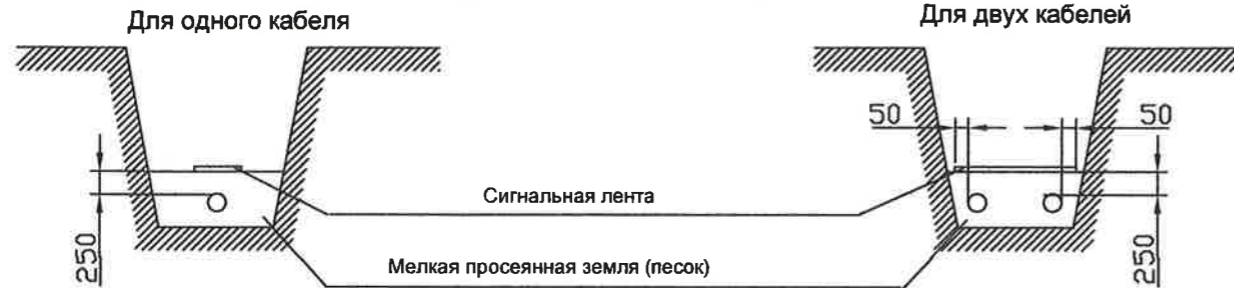 Для одного кабеля
Для двух кабелей
50
50
Сигнальная лента
250
250
Мелкая просеянная земля (песок)